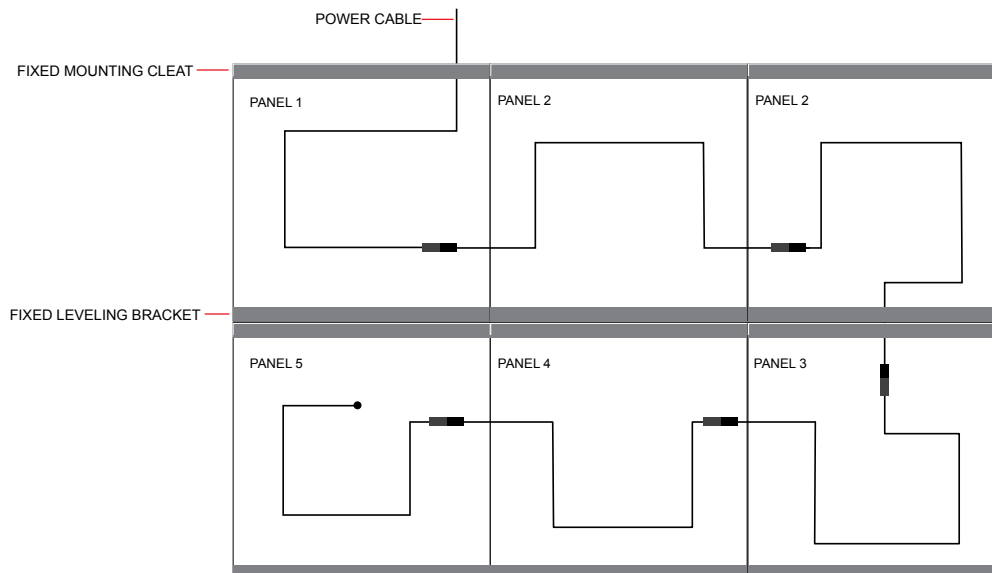 POWER CABLE
FIXED MOUNTING CLEAT
PANEL 1
PANEL 2
PANEL 2
FIXED LEVELING BRACKET
PANEL 5
PANEL 4
PANEL 3